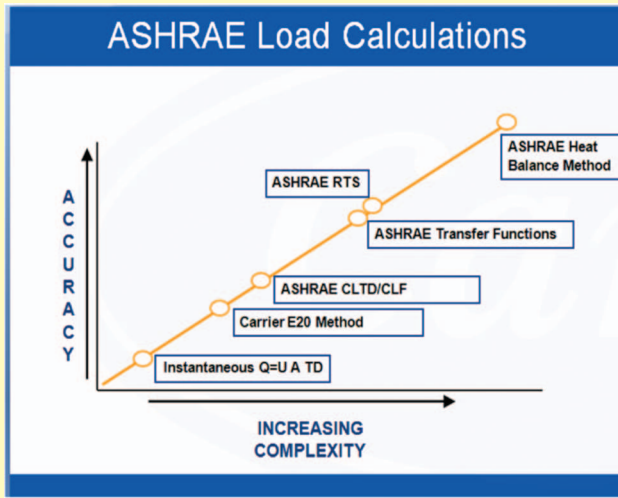 ASHRAE Load Calculations
ACCURACY
ASHRAE Heat
Balance Method
ASHRAE RTS
ASHRAE Transfer Functions
ASHRAE CLTD/CLF
Carrier E20 Method
Instantaneous Q=U A TD
INCREASING
COMPLEXITY